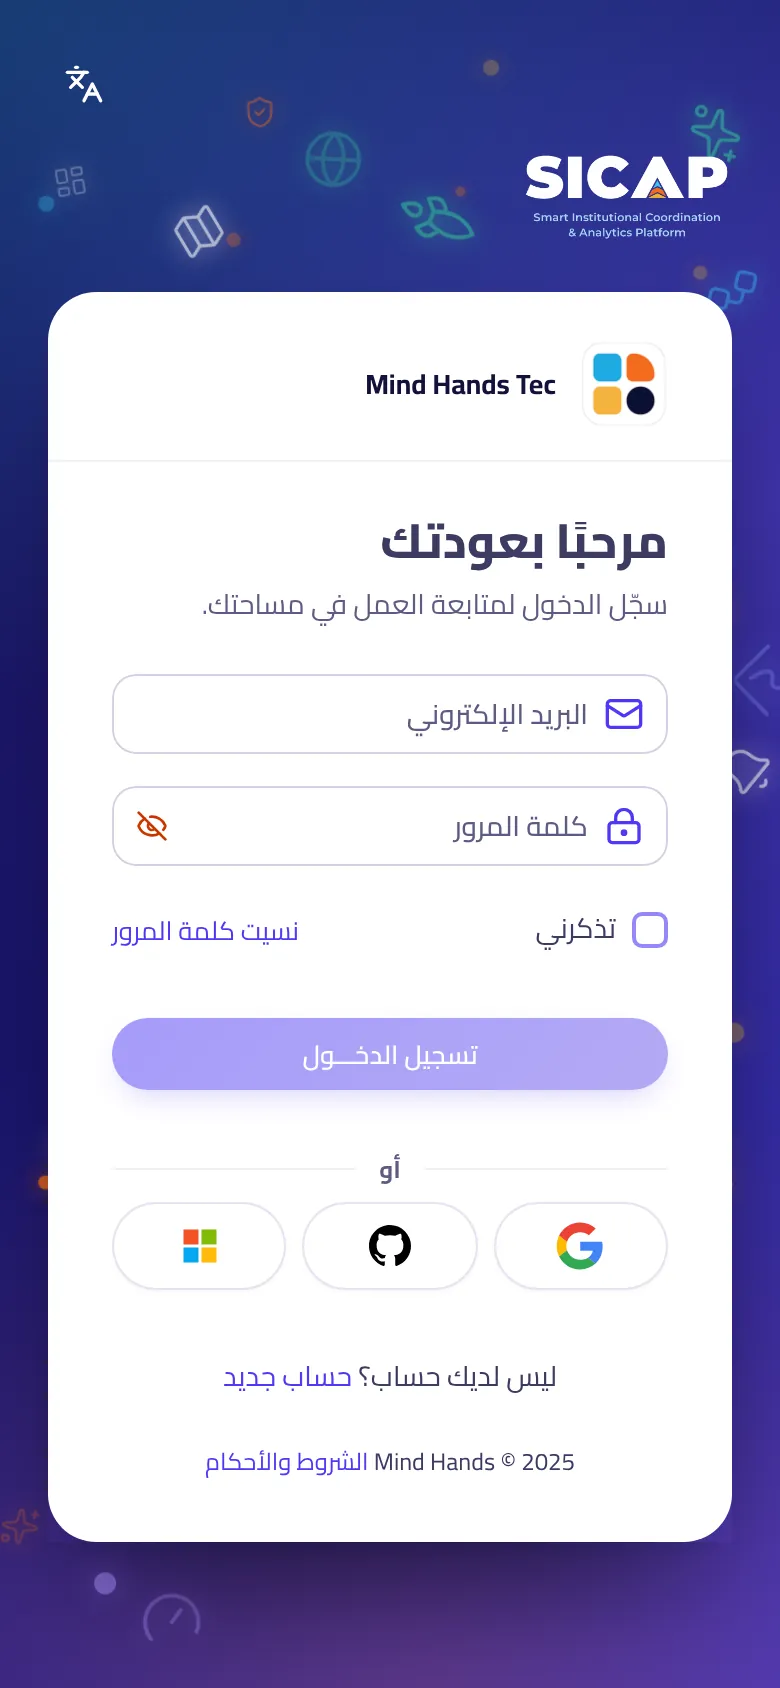 SICAP
Smart Institutional Coordination
& Analytics Platform
Mind Hands Tec
مرحبًا بعودتك
سجّل الدخول لمتابعة العمل في مساحتك.
البريد الإلكتروني
كلمة المرور
تذكرني
نسيت كلمة المرور
تسجيل الدخـــول
أو
ليس لديك حساب؟ حساب جديد
2025 © Mind Hands الشروط والأحكام